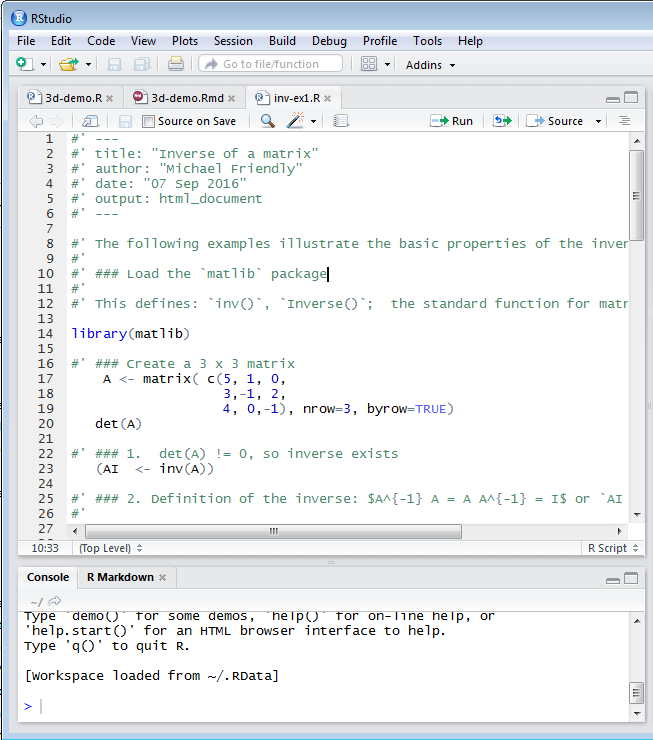 RStudio
File Edit Code View Plots Session Build Debug Profile Tools Help
Go to file/function Addins
3d-demo.R 3d-demo.Rmd inv-ex1.R
Source on Save Run Source
1 #' ---
2 #' title: "Inverse of a matrix"
3 #' author: "Michael Friendly"
4 #' date: "07 Sep 2016"
5 #' output: html_document
6 #' ---
7
8 #' The following examples illustrate the basic properties of the inver
9 #'
10 #' ### Load the `matlib` package
11 #'
12 #' This defines: `inv()`, `Inverse()`;  the standard function for matr
13
14 library(matlib)
15
16 #' ### Create a 3 x 3 matrix
17     A <- matrix( c(5, 1, 0,
18                    3,-1, 2,
19                    4, 0,-1), nrow=3, byrow=TRUE)
20    det(A)
21
22 #' ### 1.  det(A) != 0, so inverse exists
23    (AI  <- inv(A))
24
25 #' ### 2. Definition of the inverse: $A^{-1} A = A A^{-1} = I$ or `AI
26 #'
27
10:33 (Top Level) R Script
Console R Markdown
~/
Type 'demo()' for some demos, 'help()' for on-line help, or
'help.start()' for an HTML browser interface to help.
Type 'q()' to quit R.
[Workspace loaded from ~/.RData]
>